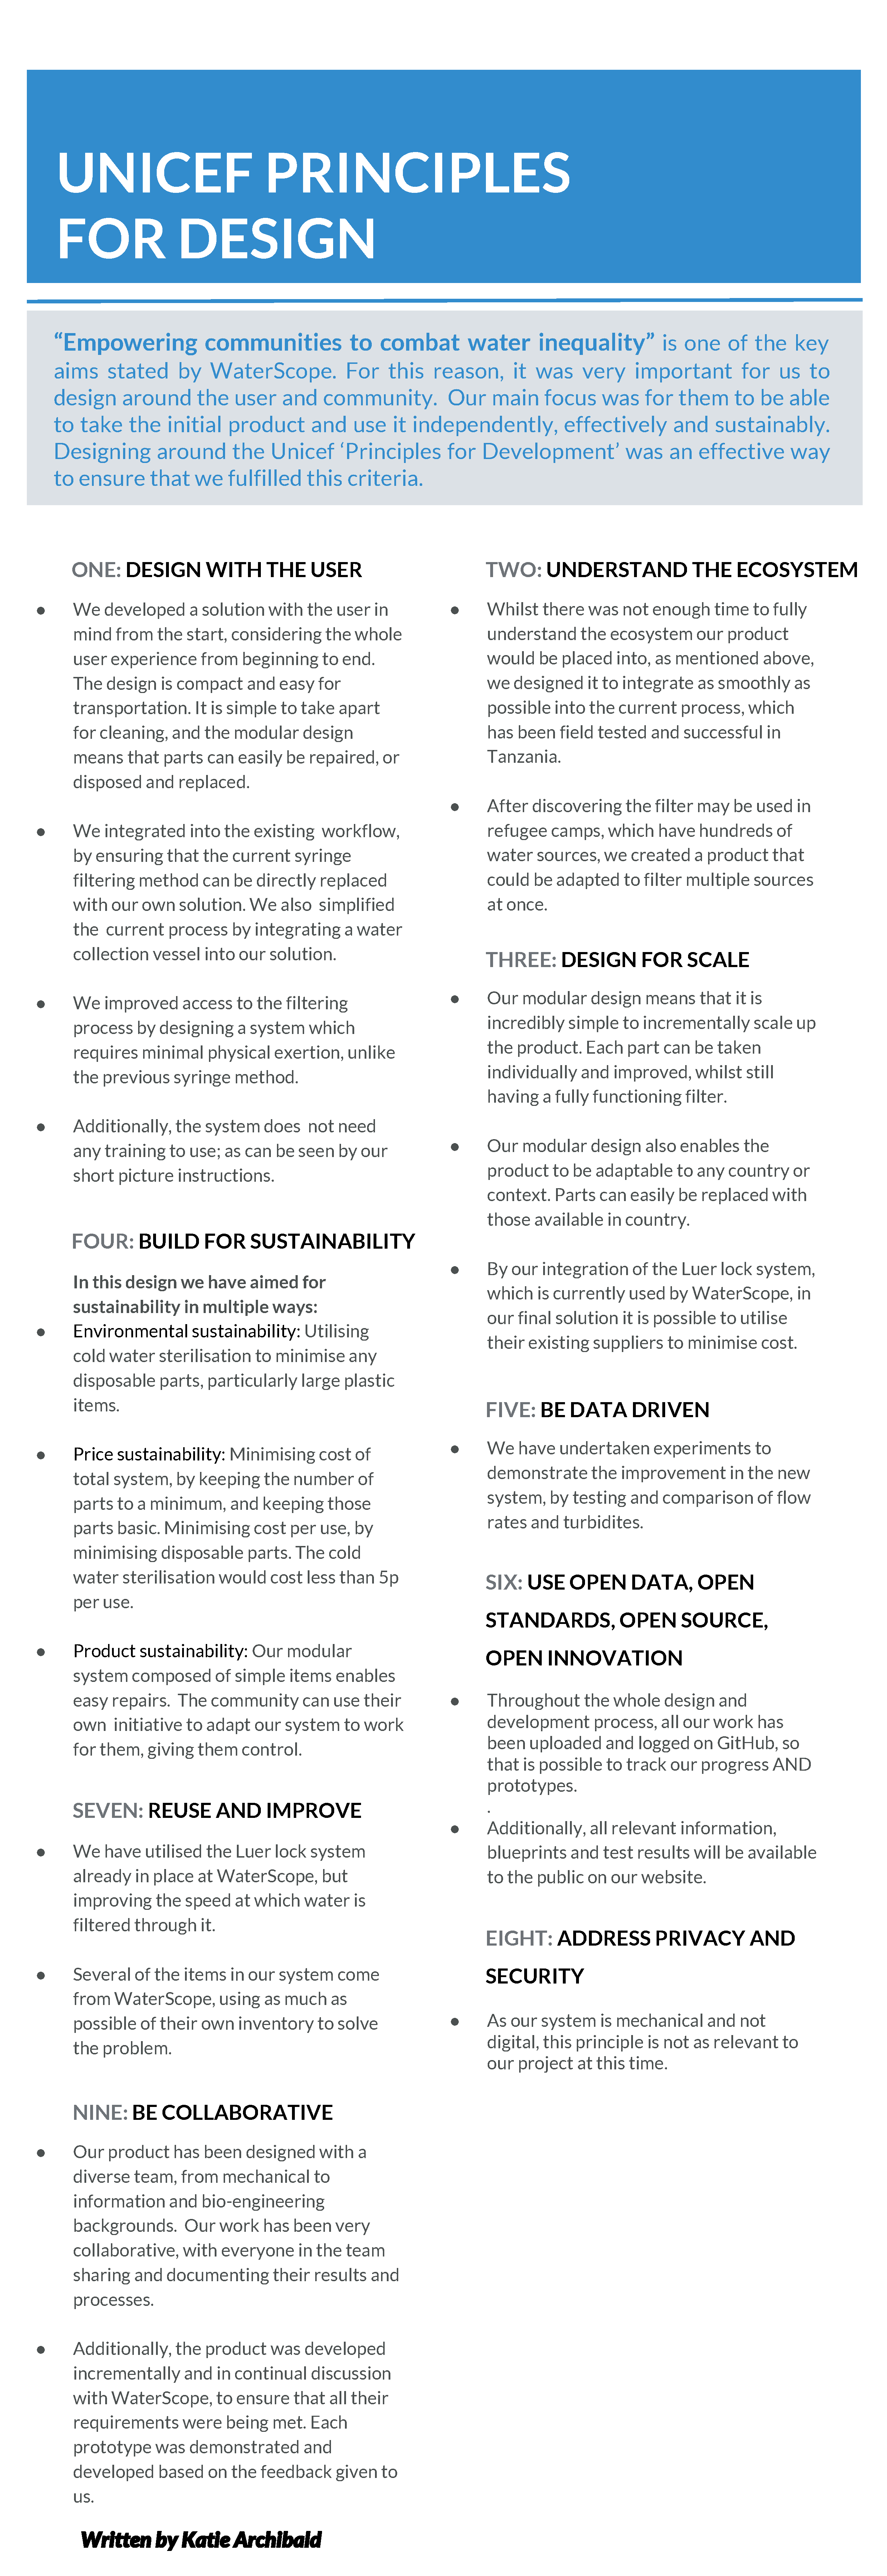 UNICEF PRINCIPLES
FOR DESIGN
“Empowering communities to combat water inequality” is one of the key
aims stated by WaterScope. For this reason, it was very important for us to
design around the user and community. Our main focus was for them to be able
to take the initial product and use it independently, effectively and sustainably.
Designing around the Unicef ‘Principles for Development’ was an effective way
to ensure that we fulfilled this criteria.
ONE: DESIGN WITH THE USER
● We developed a solution with the user in
mind from the start, considering the whole
user experience from beginning to end.
The design is compact and easy for
transportation. It is simple to take apart
for cleaning, and the modular design
means that parts can easily be repaired, or
disposed and replaced.
● We integrated into the existing workflow,
by ensuring that the current syringe
filtering method can be directly replaced
with our own solution. We also simplified
the current process by integrating a water
collection vessel into our solution.
● We improved access to the filtering
process by designing a system which
requires minimal physical exertion, unlike
the previous syringe method.
● Additionally, the system does not need
any training to use; as can be seen by our
short picture instructions.
TWO: UNDERSTAND THE ECOSYSTEM
● Whilst there was not enough time to fully
understand the ecosystem our product
would be placed into, as mentioned above,
we designed it to integrate as smoothly as
possible into the current process, which
has been field tested and successful in
Tanzania.
● After discovering the filter may be used in
refugee camps, which have hundreds of
water sources, we created a product that
could be adapted to filter multiple sources
at once.
THREE: DESIGN FOR SCALE
● Our modular design means that it is
incredibly simple to incrementally scale up
the product. Each part can be taken
individually and improved, whilst still
having a fully functioning filter.
● Our modular design also enables the
product to be adaptable to any country or
context. Parts can easily be replaced with
those available in country.
● By our integration of the Luer lock system,
which is currently used by WaterScope, in
our final solution it is possible to utilise
their existing suppliers to minimise cost.
FOUR: BUILD FOR SUSTAINABILITY
In this design we have aimed for
sustainability in multiple ways:
● Environmental sustainability: Utilising
cold water sterilisation to minimise any
disposable parts, particularly large plastic
items.
● Price sustainability: Minimising cost of
total system, by keeping the number of
parts to a minimum, and keeping those
parts basic. Minimising cost per use, by
minimising disposable parts. The cold
water sterilisation would cost less than 5p
per use.
● Product sustainability: Our modular
system composed of simple items enables
easy repairs. The community can use their
own initiative to adapt our system to work
for them, giving them control.
FIVE: BE DATA DRIVEN
● We have undertaken experiments to
demonstrate the improvement in the new
system, by testing and comparison of flow
rates and turbidites.
SIX: USE OPEN DATA, OPEN
STANDARDS, OPEN SOURCE,
OPEN INNOVATION
● Throughout the whole design and
development process, all our work has
been uploaded and logged on GitHub, so
that is possible to track our progress AND
prototypes.
.
● Additionally, all relevant information,
blueprints and test results will be available
to the public on our website.
SEVEN: REUSE AND IMPROVE
● We have utilised the Luer lock system
already in place at WaterScope, but
improving the speed at which water is
filtered through it.
● Several of the items in our system come
from WaterScope, using as much as
possible of their own inventory to solve
the problem.
EIGHT: ADDRESS PRIVACY AND
SECURITY
● As our system is mechanical and not
digital, this principle is not as relevant to
our project at this time.
NINE: BE COLLABORATIVE
● Our product has been designed with a
diverse team, from mechanical to
information and bio-engineering
backgrounds. Our work has been very
collaborative, with everyone in the team
sharing and documenting their results and
processes.
● Additionally, the product was developed
incrementally and in continual discussion
with WaterScope, to ensure that all their
requirements were being met. Each
prototype was demonstrated and
developed based on the feedback given to
us.
Written by Katie Archibald